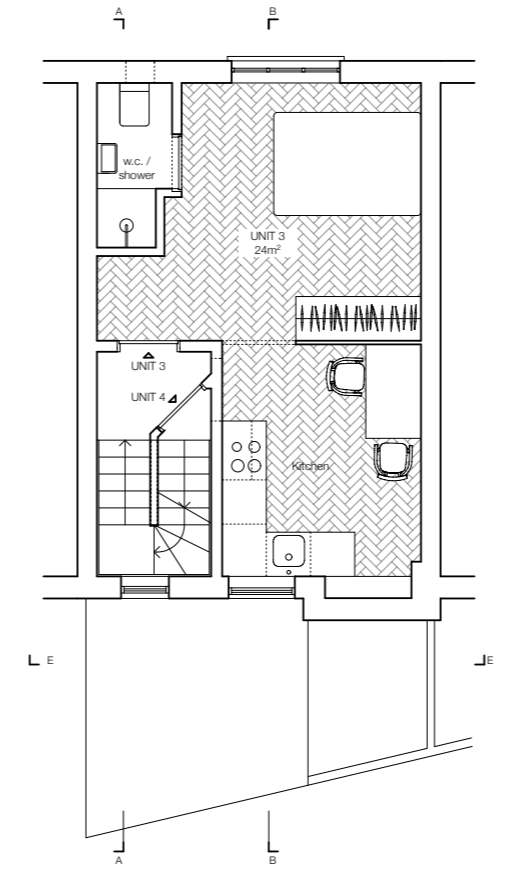 A
B
w.c. /
shower
UNIT 3
24m²
UNIT 3
UNIT 4
Kitchen
E
E
A
B